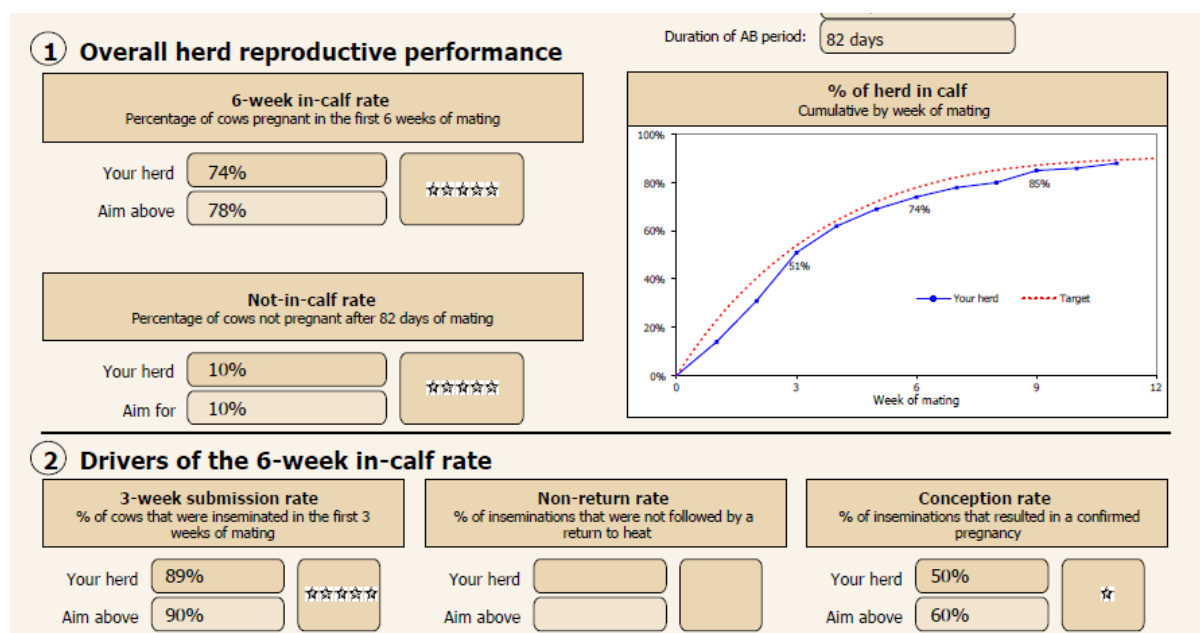 Duration of AB period:
82 days
1 Overall herd reproductive performance
6-week in-calf rate
Percentage of cows pregnant in the first 6 weeks of mating
Your herd 74%
Aim above 78%
☆☆☆☆☆
Not-in-calf rate
Percentage of cows not pregnant after 82 days of mating
Your herd 10%
Aim for 10%
☆☆☆☆☆
% of herd in calf
Cumulative by week of mating
100%
80%
60%
40%
20%
0%
51%
74%
85%
Your herd Target
0 3 6 9 12
Week of mating
2 Drivers of the 6-week in-calf rate
3-week submission rate
% of cows that were inseminated in the first 3
weeks of mating
Your herd 89%
Aim above 90%
☆☆☆☆☆
Non-return rate
% of inseminations that were not followed by a
return to heat
Your herd
Aim above
Conception rate
% of inseminations that resulted in a confirmed
pregnancy
Your herd 50%
Aim above 60%
☆